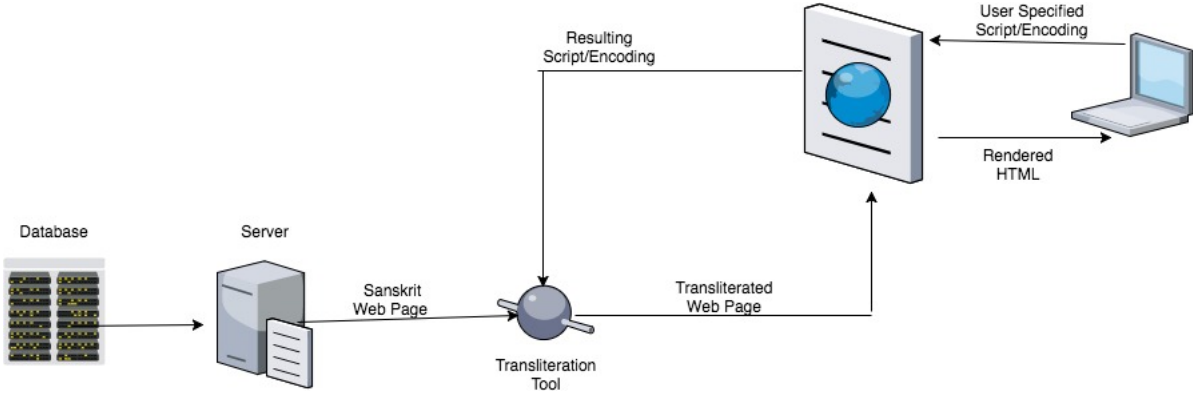 User Specified
Script/Encoding
Resulting
Script/Encoding
Rendered
HTML
Database
Server
Sanskrit
Web Page
Transliterated
Web Page
Transliteration
Tool